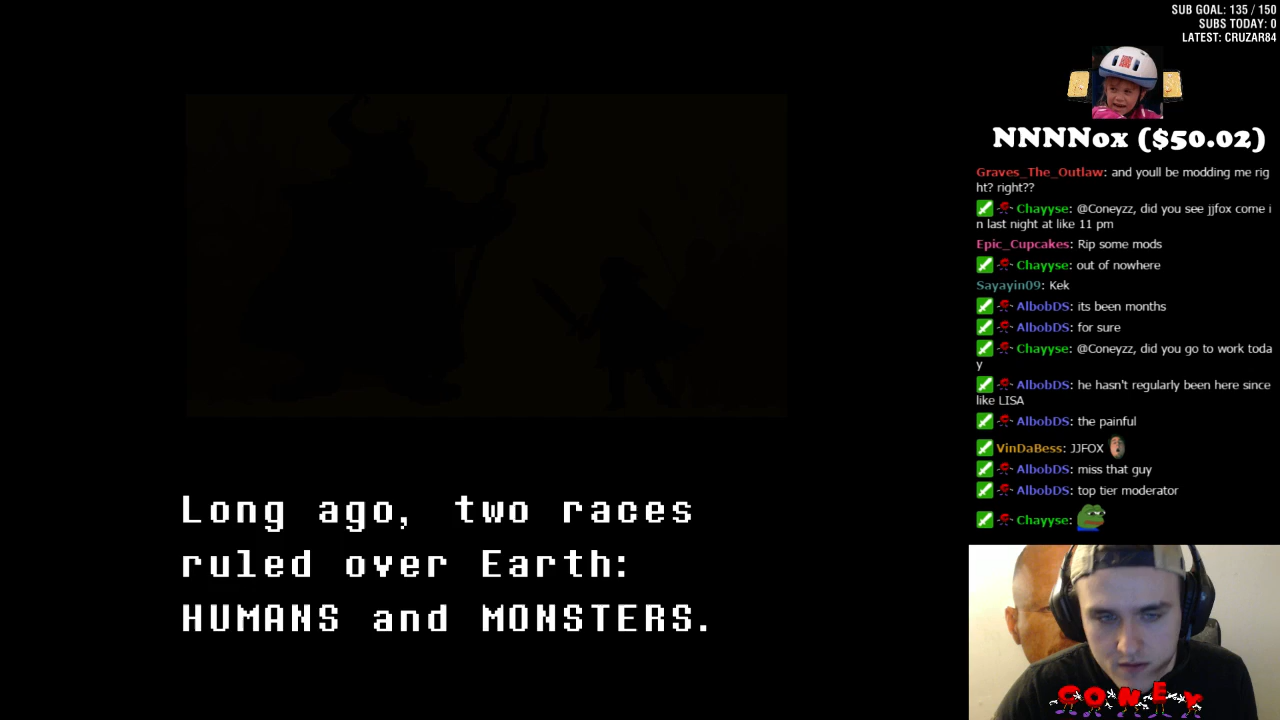 SUB GOAL: 135 / 150
SUBS TODAY: 0
LATEST: CRUZAR84
NNNNox ($50.02)
Graves_The_Outlaw: and youll be modding me rig
ht? right??
Chayyse: @Coneyzz, did you see jjfox come i
n last night at like 11 pm
Epic_Cupcakes: Rip some mods
Chayyse: out of nowhere
Sayayin09: Kek
AlbobDS: its been months
AlbobDS: for sure
Chayyse: @Coneyzz, did you go to work toda
y
AlbobDS: he hasn't regularly been here since
like LISA
AlbobDS: the painful
VinDaBess: JJFOX
AlbobDS: miss that guy
AlbobDS: top tier moderator
Chayyse:
Long ago, two races
ruled over Earth:
HUMANS and MONSTERS.
CONEY